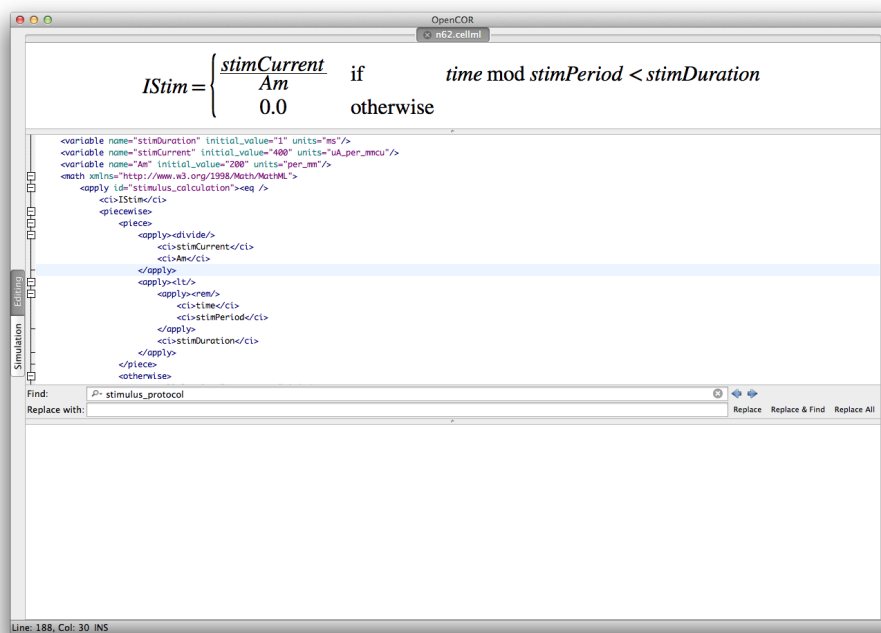 OpenCOR
n62.cellml
IStim = { stimCurrent / Am if time mod stimPeriod < stimDuration
0.0 otherwise
<variable name="stimDuration" initial_value="1" units="ms"/>
<variable name="stimCurrent" initial_value="400" units="uA_per_mmcu"/>
<variable name="Am" initial_value="200" units="per_mm"/>
<math xmlns="http://www.w3.org/1998/Math/MathML">
<apply id="stimulus_calculation"><eq />
<ci>IStim</ci>
<piecewise>
<piece>
<apply><divide/>
<ci>stimCurrent</ci>
<ci>Am</ci>
</apply>
<apply><lt/>
<apply><rem/>
<ci>time</ci>
<ci>stimPeriod</ci>
</apply>
<ci>stimDuration</ci>
</apply>
</piece>
<otherwise>
Editing
Simulation
Find: stimulus_protocol
Replace with: Replace Replace & Find Replace All
Line: 188, Col: 30 INS